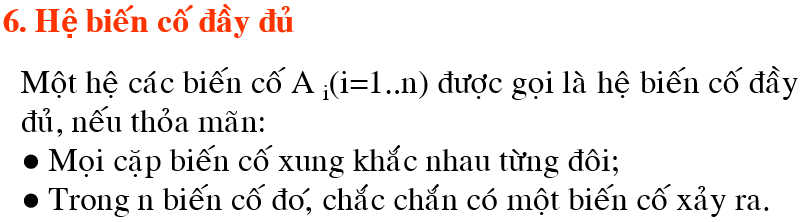 6. Hệ biến cố đầy đủ
Một hệ các biến cố A i(i=1..n) được gọi là hệ biến cố đầy
đủ, nếu thỏa mãn:
● Mọi cặp biến cố xung khắc nhau từng đôi;
● Trong n biến cố đó, chắc chắn có một biến cố xảy ra.